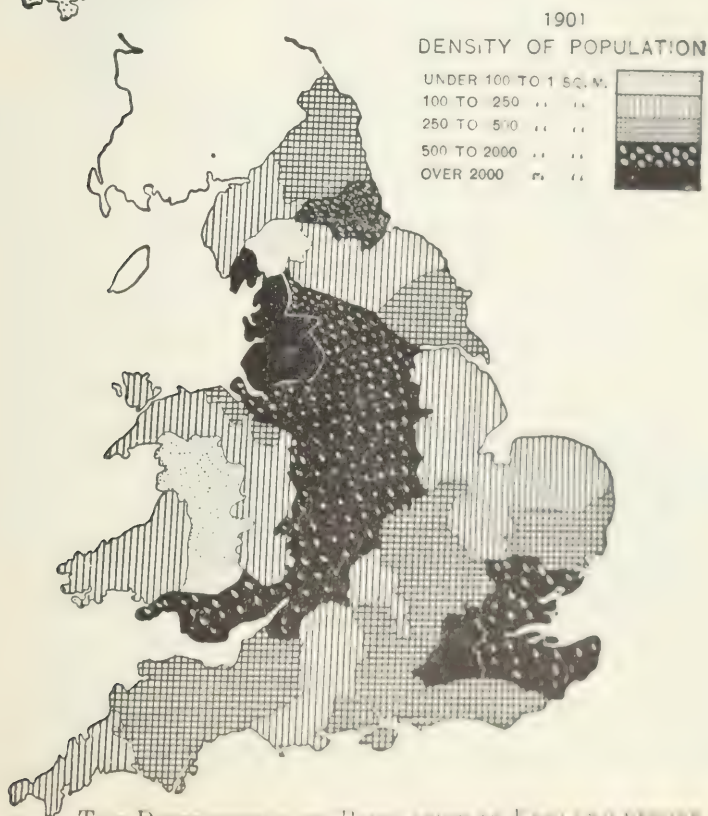 1901
DENSITY OF POPULATION
UNDER 100 TO 1 SQ. M.
100 TO 250 " "
250 TO 500 " "
500 TO 2000 " "
OVER 2000 " "
THE